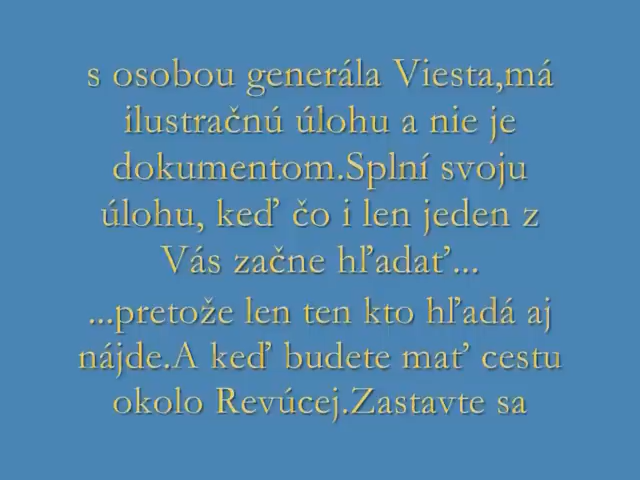 s osobou generála Viesta,má
ilustračnú úlohu a nie je
dokumentom.Splní svoju
úlohu, keď čo i len jeden z
Vás začne hľadať...
...pretože len ten kto hľadá aj
nájde.A keď budete mať cestu
okolo Revúcej.Zastavte sa